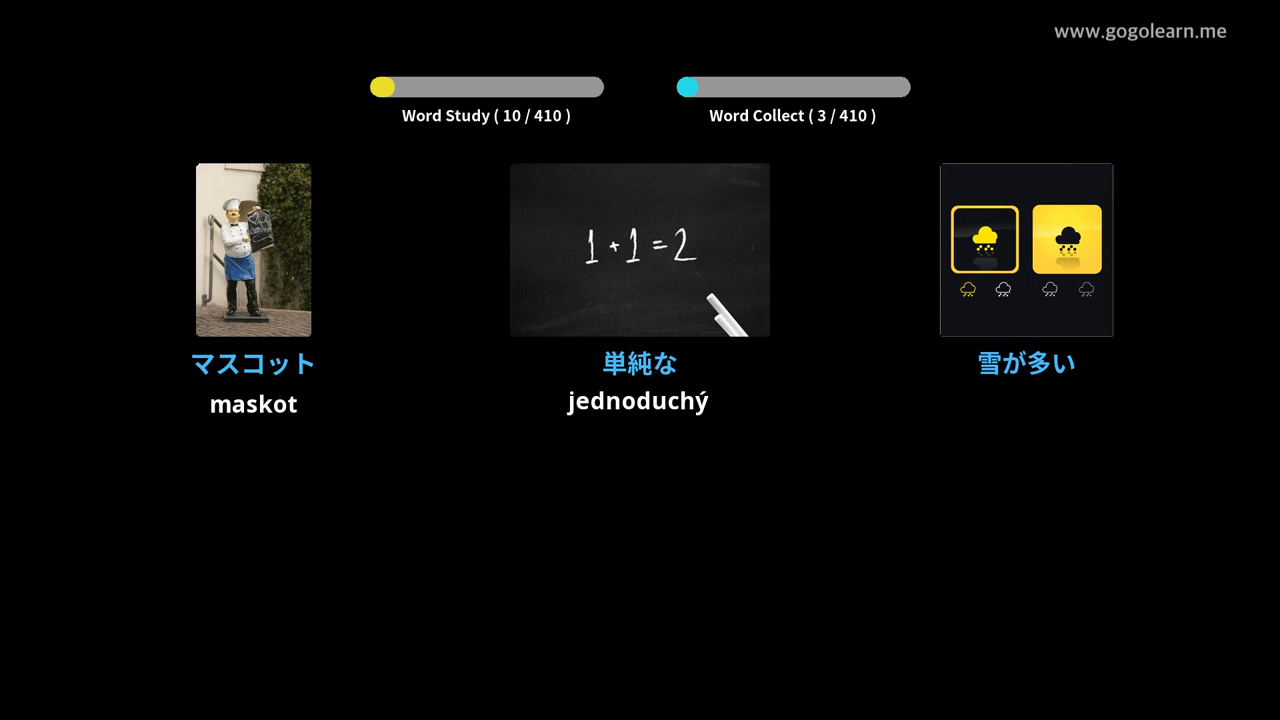 www.gogolearn.me
Word Study ( 10 / 410 )
Word Collect ( 3 / 410 )
1 + 1 = 2
マスコット
単純な
雪が多い
maskot
jednoduchý